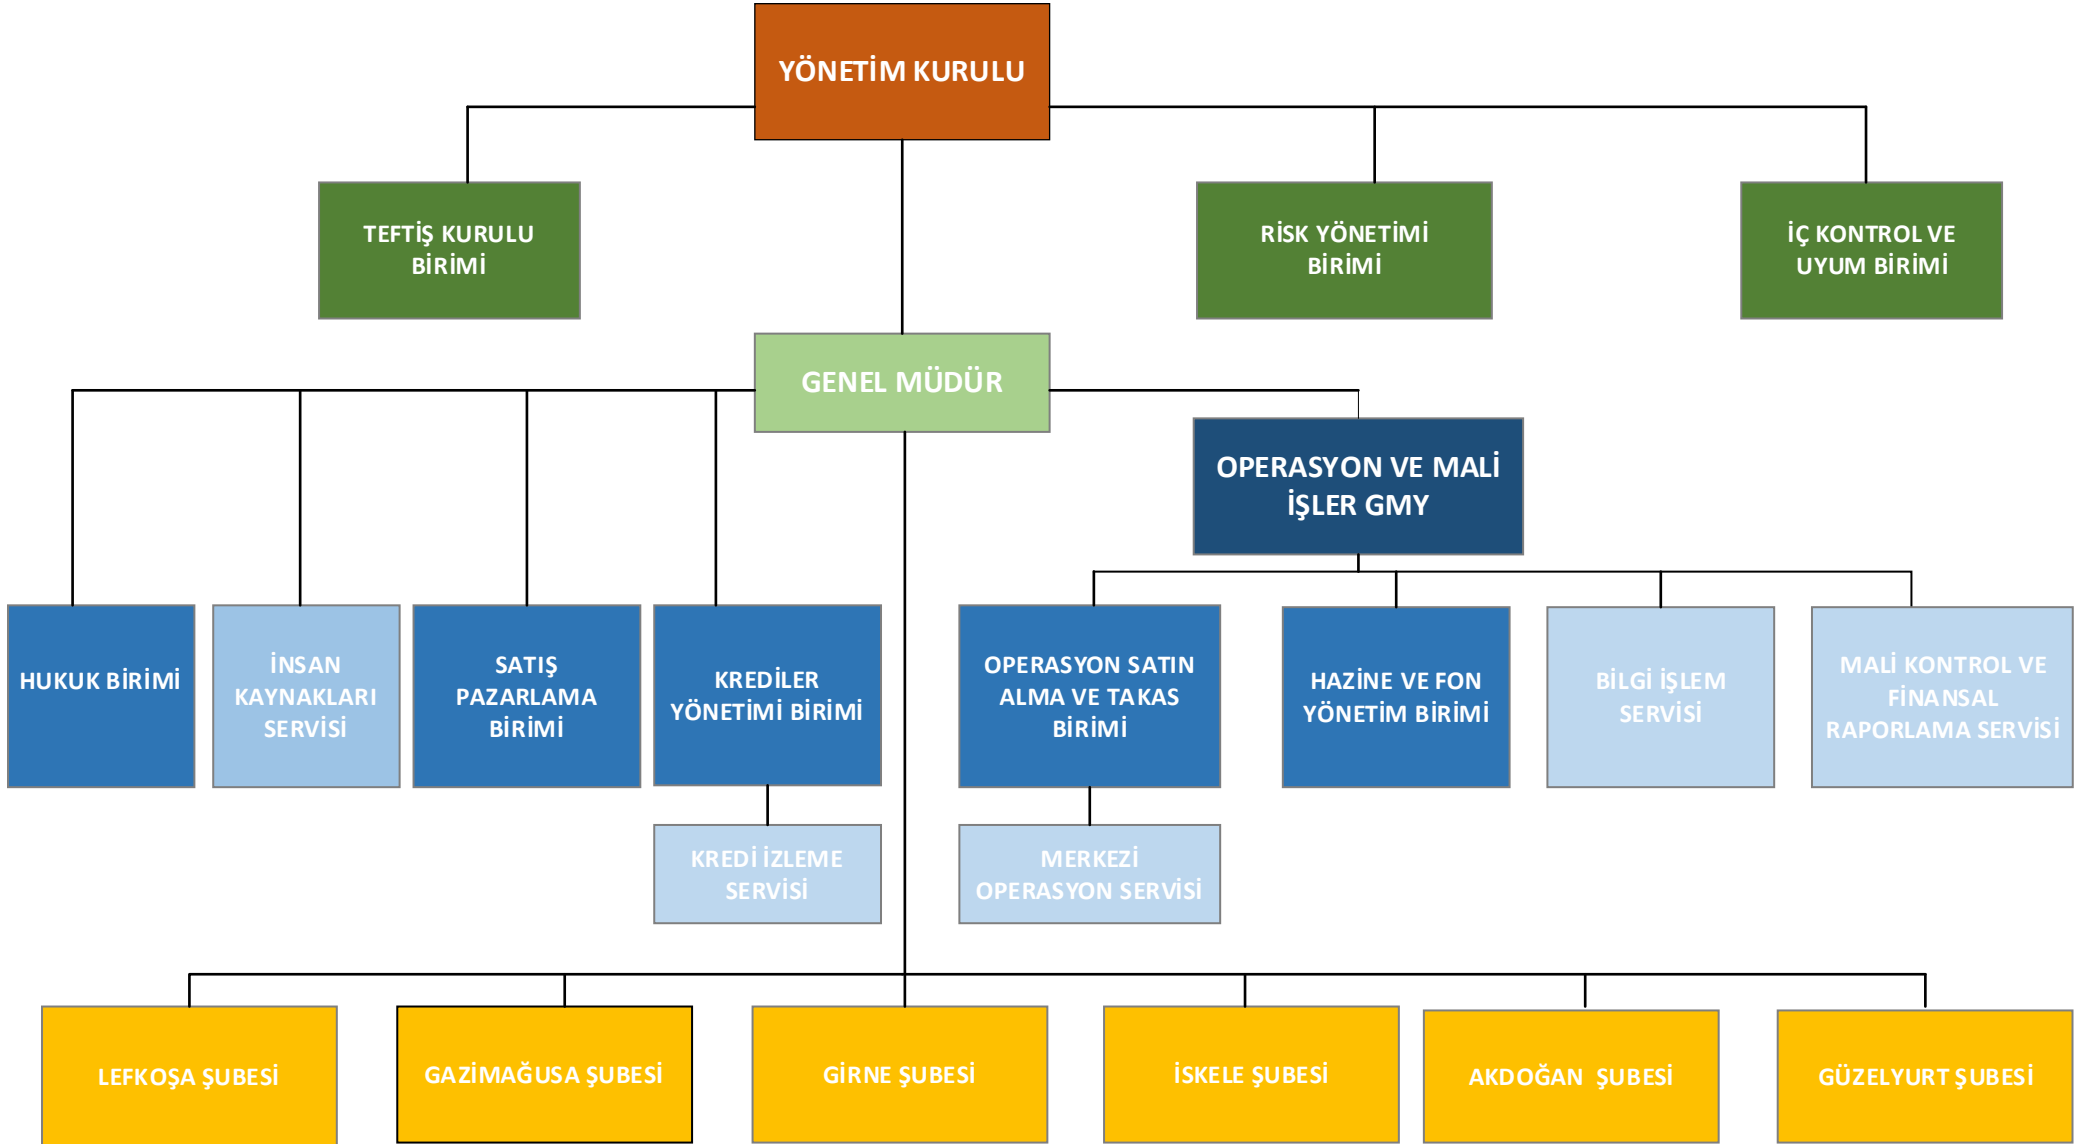 YÖNETİM KURULU
TEFTİŞ KURULU
BİRİMİ
RİSK YÖNETİMİ
BİRİMİ
İÇ KONTROL VE
UYUM BİRİMİ
GENEL MÜDÜR
OPERASYON VE MALİ
İŞLER GMY
HUKUK BİRİMİ
İNSAN
KAYNAKLARI
SERVİSİ
SATIŞ
PAZARLAMA
BİRİMİ
KREDİLER
YÖNETİMİ BİRİMİ
OPERASYON SATIN
ALMA VE TAKAS
BİRİMİ
HAZİNE VE FON
YÖNETİM BİRİMİ
BİLGİ İŞLEM
SERVİSİ
MALİ KONTROL VE
FİNANSAL
RAPORLAMA SERVİSİ
KREDİ İZLEME
SERVİSİ
MERKEZİ
OPERASYON SERVİSİ
LEFKOŞA ŞUBESİ
GAZİMAĞUSA ŞUBESİ
GİRNE ŞUBESİ
İSKELE ŞUBESİ
AKDOĞAN  ŞUBESİ
GÜZELYURT ŞUBESİ